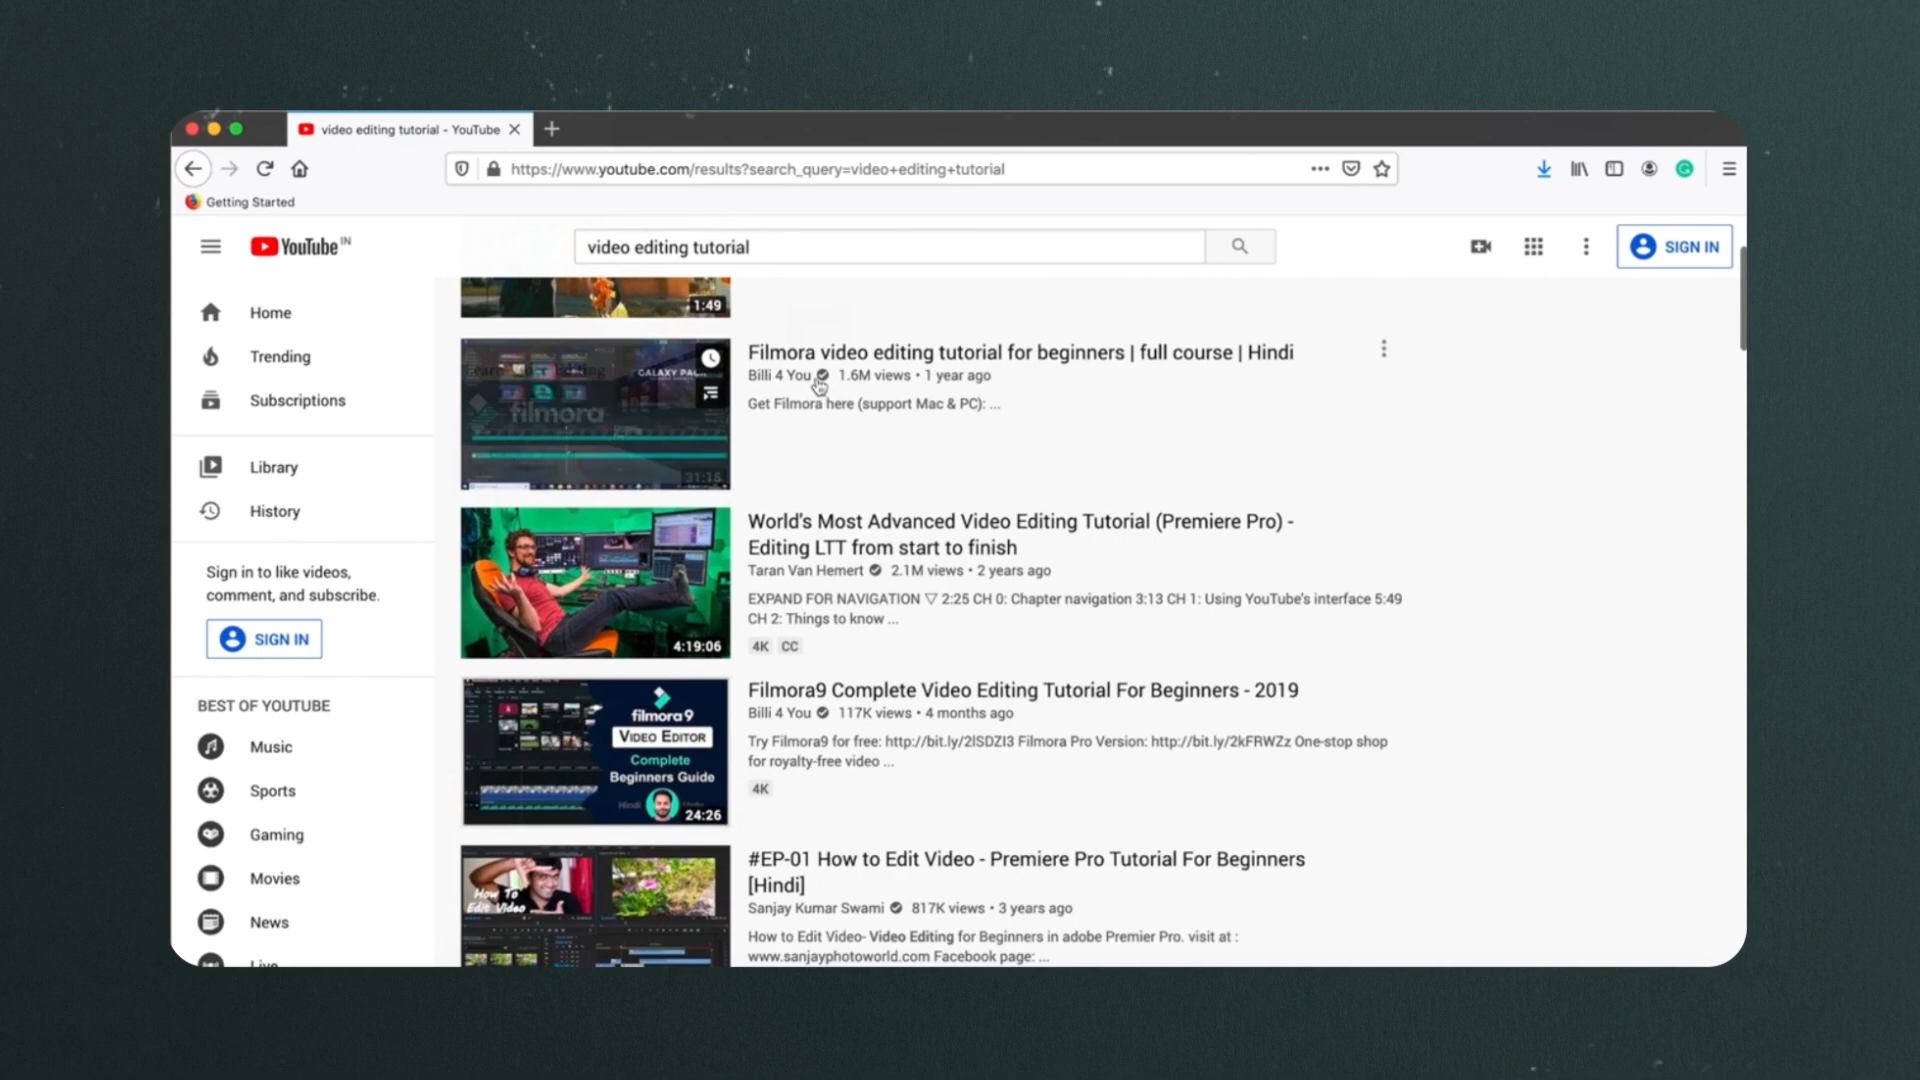 video editing tutorial - YouTube
https://www.youtube.com/results?search_query=video+editing+tutorial
Getting Started
YouTube IN
video editing tutorial
SIGN IN
Home
Trending
Subscriptions
Library
History
Sign in to like videos,
comment, and subscribe.
SIGN IN
BEST OF YOUTUBE
Music
Sports
Gaming
Movies
News
Live
1:49
GALAXY PA
filmora
31:15
Filmora video editing tutorial for beginners | full course | Hindi
Billi 4 You 1.6M views • 1 year ago
Get Filmora here (support Mac & PC): ...
4:19:06
World's Most Advanced Video Editing Tutorial (Premiere Pro) -
Editing LTT from start to finish
Taran Van Hemert 2.1M views • 2 years ago
EXPAND FOR NAVIGATION ▽ 2:25 CH 0: Chapter navigation 3:13 CH 1: Using YouTube's interface 5:49
CH 2: Things to know ...
4K CC
filmora9
VIDEO EDITOR
Complete
Beginners Guide
Hindi
24:26
Filmora9 Complete Video Editing Tutorial For Beginners - 2019
Billi 4 You 117K views • 4 months ago
Try Filmora9 for free: http://bit.ly/2lSDZI3 Filmora Pro Version: http://bit.ly/2kFRWZz One-stop shop
for royalty-free video ...
4K
How To
Edit Video
#EP-01 How to Edit Video - Premiere Pro Tutorial For Beginners
[Hindi]
Sanjay Kumar Swami 817K views • 3 years ago
How to Edit Video- Video Editing for Beginners in adobe Premier Pro. visit at :
www.sanjayphotoworld.com Facebook page: ...